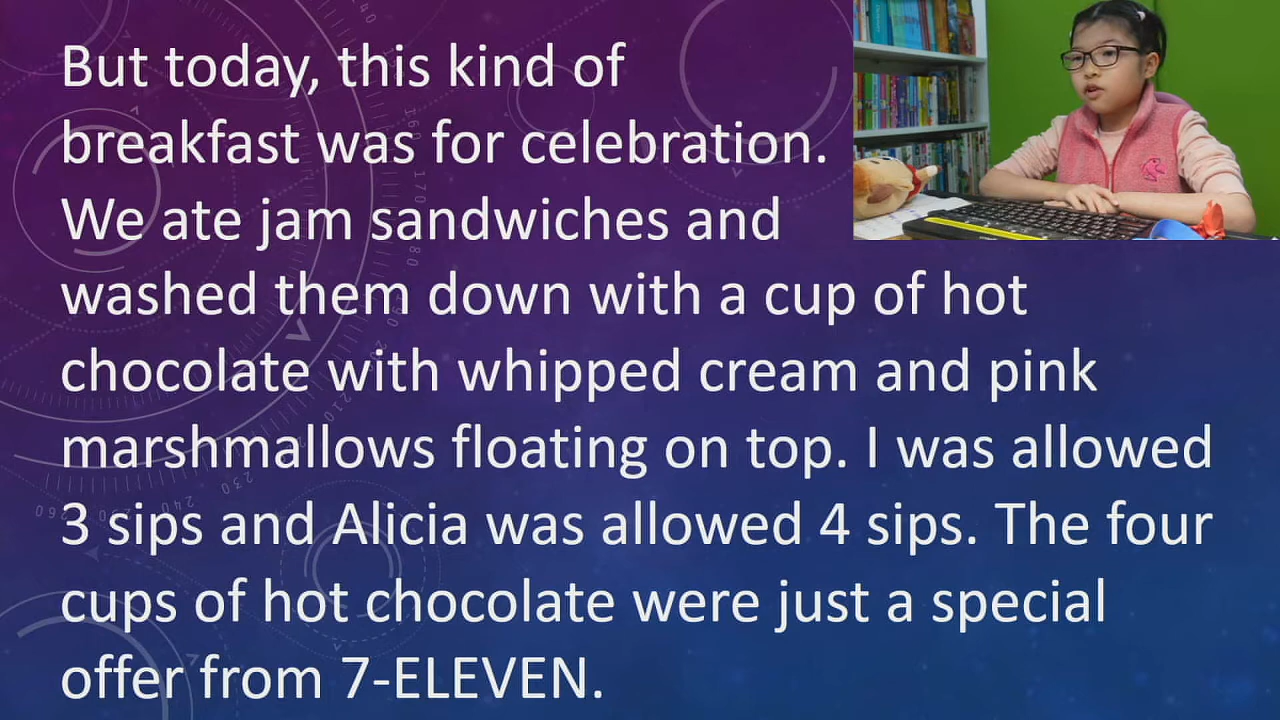 But today, this kind of
breakfast was for celebration.
We ate jam sandwiches and
washed them down with a cup of hot
chocolate with whipped cream and pink
marshmallows floating on top. I was allowed
3 sips and Alicia was allowed 4 sips. The four
cups of hot chocolate were just a special
offer from 7-ELEVEN.